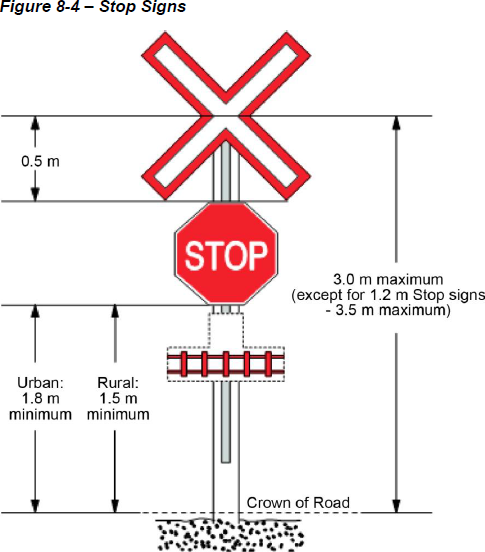 Figure 8-4 – Stop Signs
0.5 m
STOP
3.0 m maximum
(except for 1.2 m Stop signs
- 3.5 m maximum)
Urban:
1.8 m
minimum
Rural:
1.5 m
minimum
Crown of Road